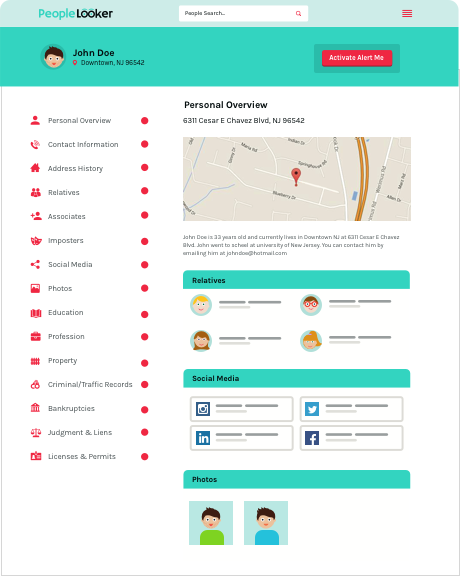 PeopleLooker
People Search..
John Doe
Downtown, NJ 96542
Activate Alert Me
Personal Overview
Contact Information
Address History
Relatives
Associates
Imposters
Social Media
Photos
Education
Profession
Property
Criminal/Traffic Records
Bankruptcies
Judgment & Liens
Licenses & Permits
Personal Overview
6311 Cesar E Chavez Blvd, NJ 96542
Maria Rd
Indian Dr
Springhouse Rd
Blueberry Dr
John Doe is 33 years old and currently lives in Downtown NJ at 6311 Cesar E Chavez
Blvd. John went to school at university of New Jersey. You can contact him by
emailing him at johndoe@hotmail.com
Relatives
Social Media
Photos